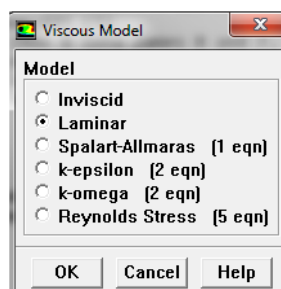 Viscous Model
Model
Inviscid
Laminar
Spalart-Allmaras (1 eqn)
k-epsilon (2 eqn)
k-omega (2 eqn)
Reynolds Stress (5 eqn)
OK Cancel Help